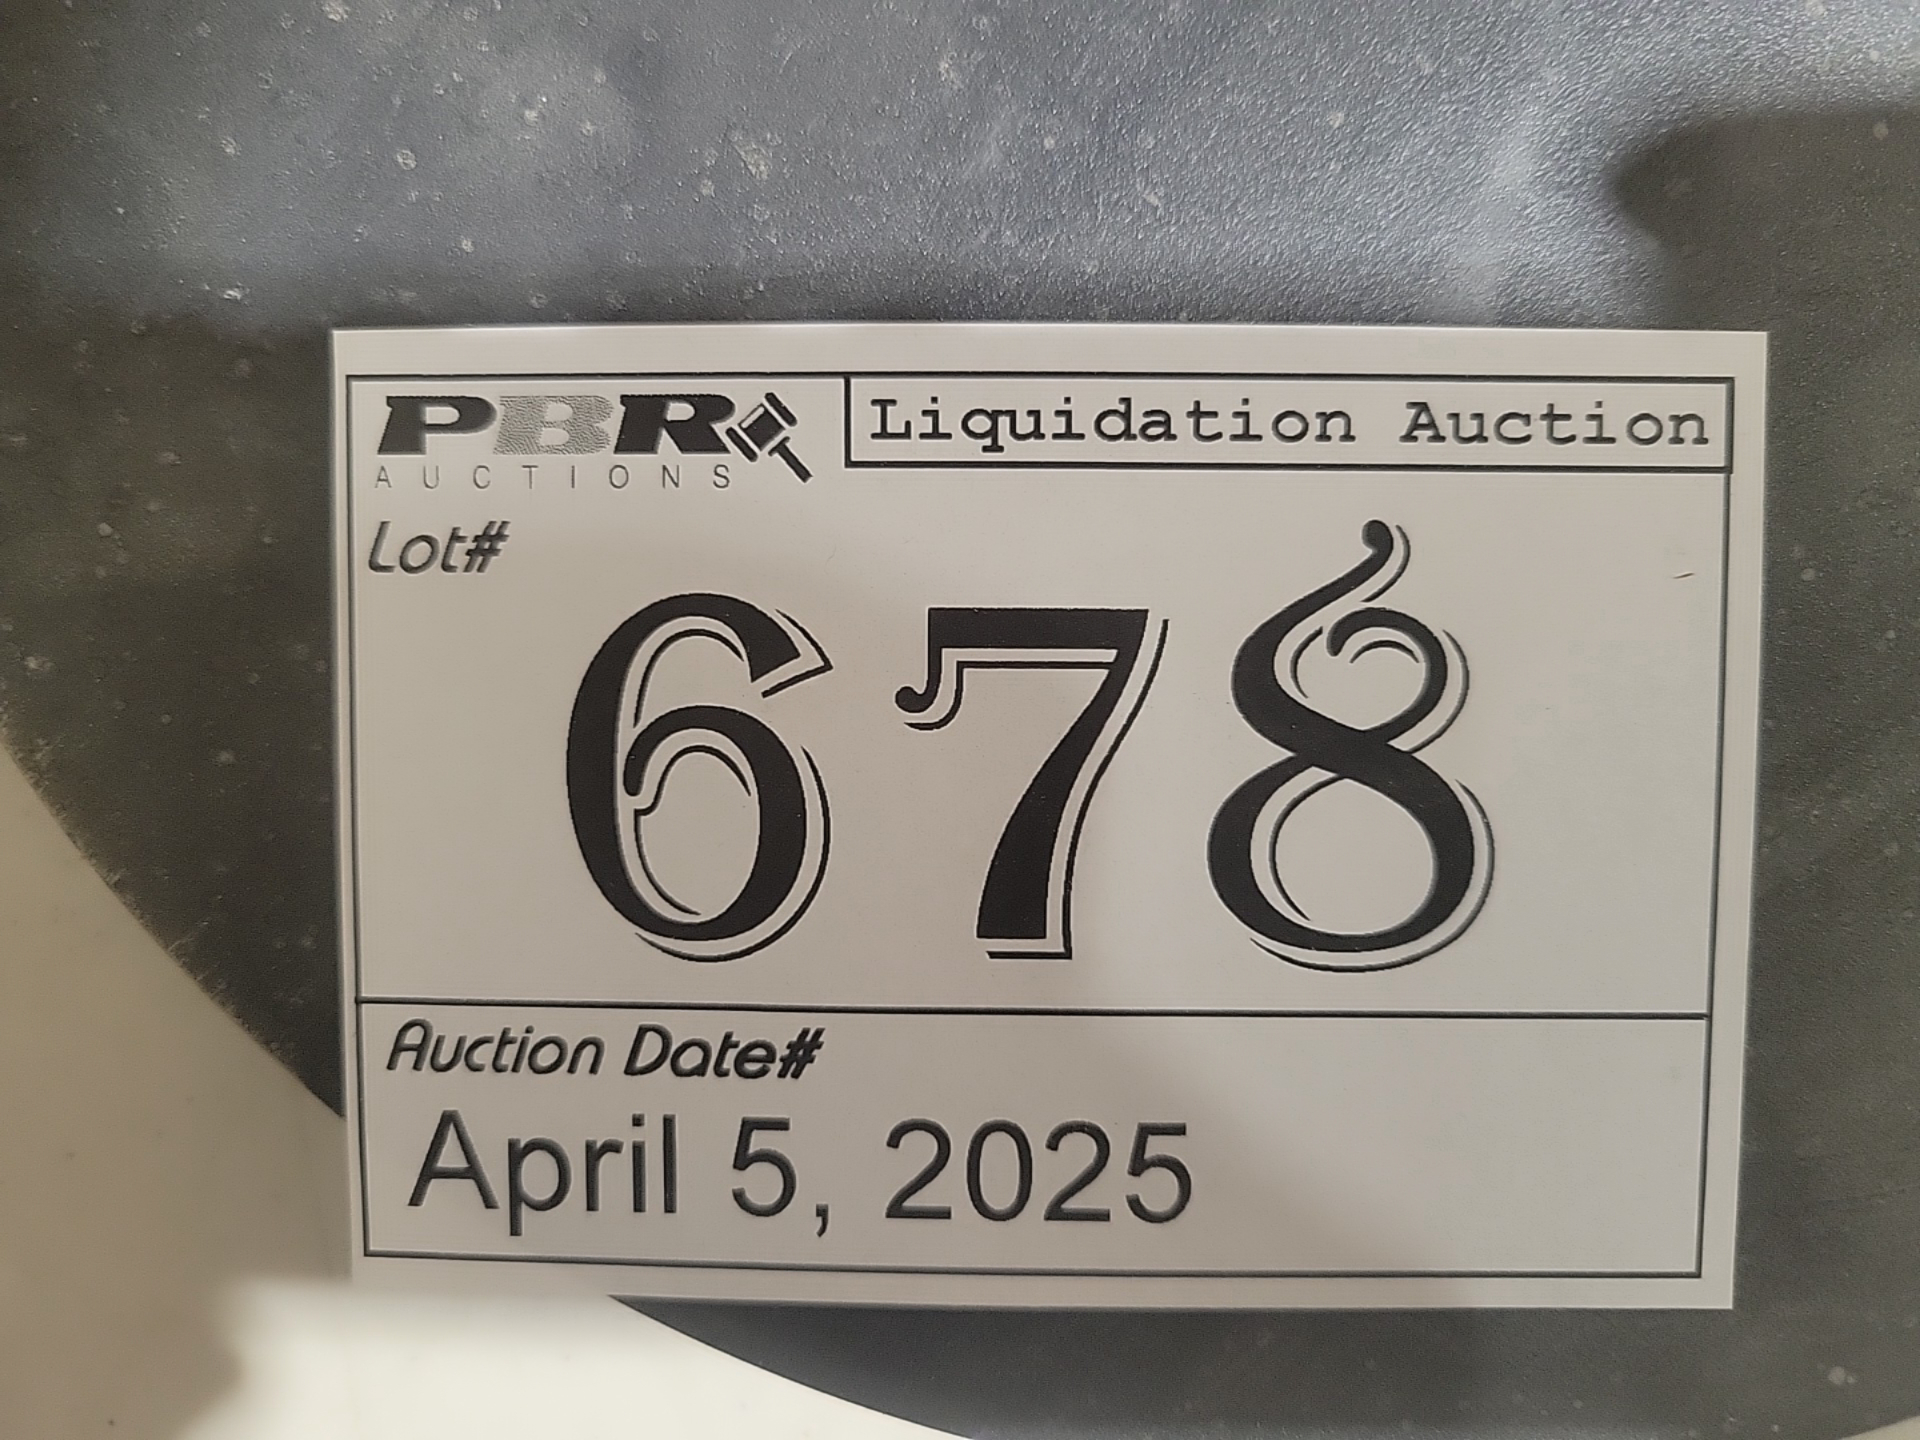 PBR
AUCTIONS
Liquidation Auction
Lot#
678
Auction Date#
April 5, 2025